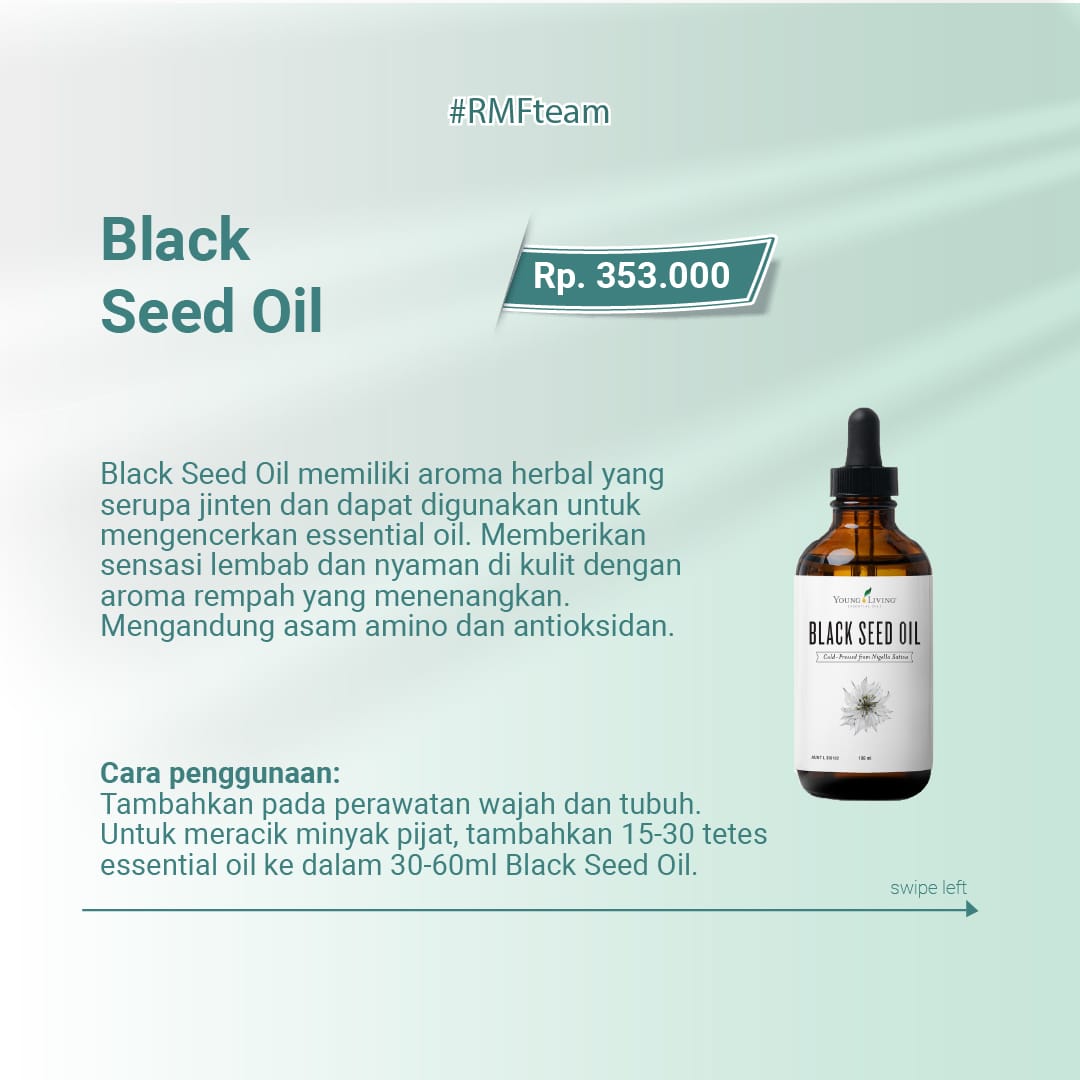 #RMFteam
Black
Seed Oil
Rp. 353.000
Black Seed Oil memiliki aroma herbal yang
serupa jinten dan dapat digunakan untuk
mengencerkan essential oil. Memberikan
sensasi lembab dan nyaman di kulit dengan
aroma rempah yang menenangkan.
Mengandung asam amino dan antioksidan.
YOUNG LIVING
ESSENTIAL OILS
BLACK SEED OIL
Cold-Pressed from Nigella Sativa
Cara penggunaan:
Tambahkan pada perawatan wajah dan tubuh.
Untuk meracik minyak pijat, tambahkan 15-30 tetes
essential oil ke dalam 30-60ml Black Seed Oil.
swipe left